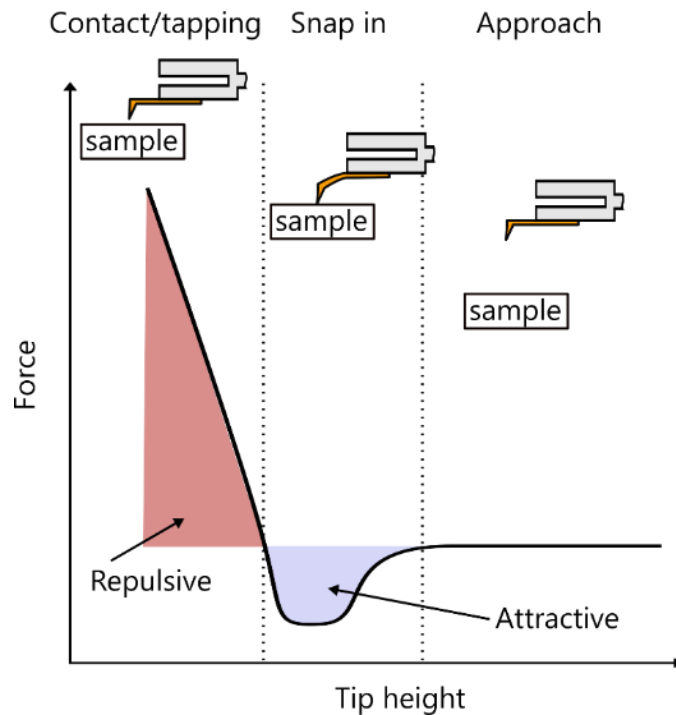 Contact/tapping
Snap in
Approach
sample
sample
sample
Force
Repulsive
Attractive
Tip height